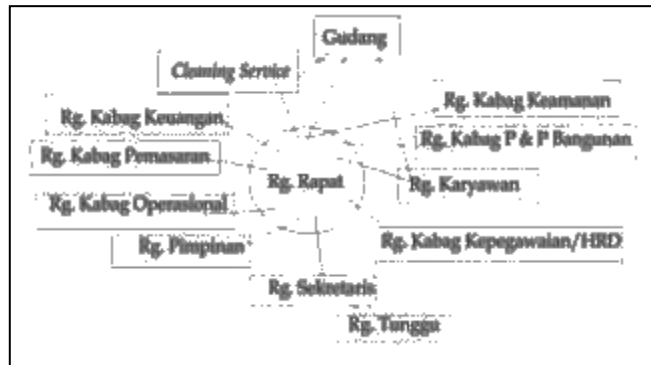 Gudang
Cleaning Service
Rg. Kabag Keamanan
Rg. Kabag Keuangan
Rg. Kabag P & P Bangunan
Rg. Kabag Pemasaran
Rg. Rapat
Rg. Karyawan
Rg. Kabag Operasional
Rg. Pimpinan
Rg. Kabag Kepegawaian/HRD
Rg. Sekretaris
Rg. Tunggu